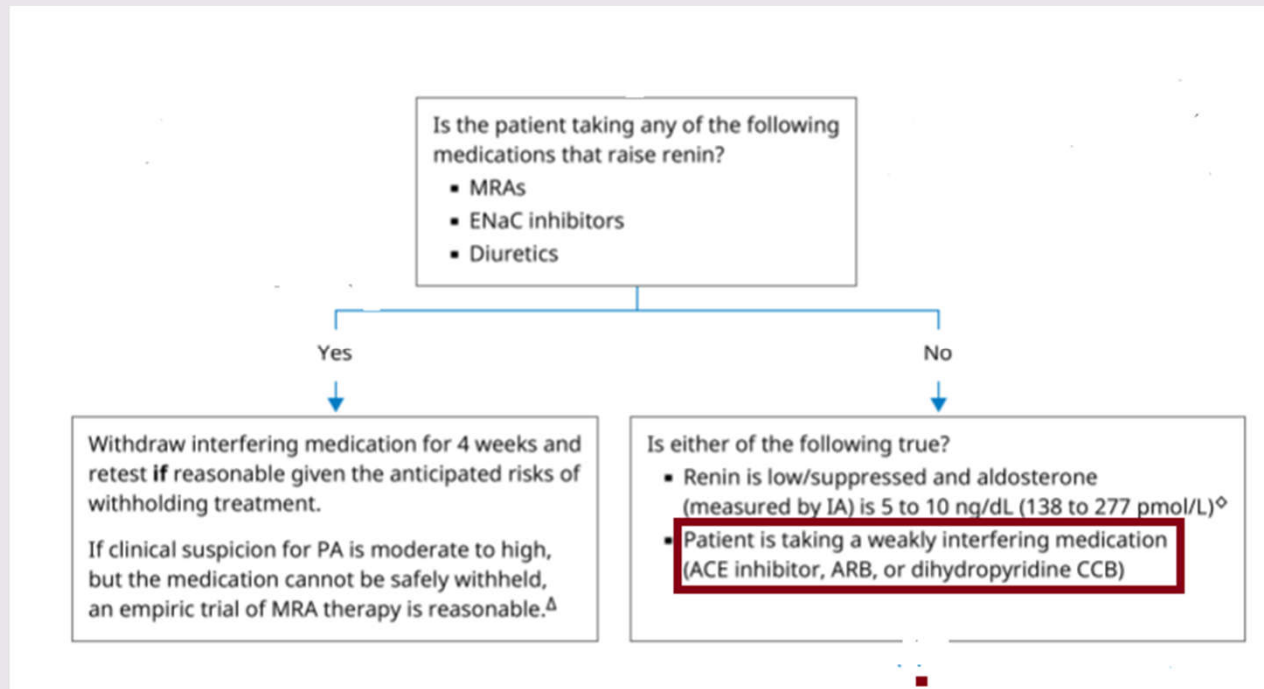 Is the patient taking any of the following
medications that raise renin?
▪ MRAs
▪ ENaC inhibitors
▪ Diuretics
Yes
No
Withdraw interfering medication for 4 weeks and
retest if reasonable given the anticipated risks of
withholding treatment.
If clinical suspicion for PA is moderate to high,
but the medication cannot be safely withheld,
an empiric trial of MRA therapy is reasonable.Δ
Is either of the following true?
▪ Renin is low/suppressed and aldosterone
(measured by IA) is 5 to 10 ng/dL (138 to 277 pmol/L)◇
▪ Patient is taking a weakly interfering medication
(ACE inhibitor, ARB, or dihydropyridine CCB)